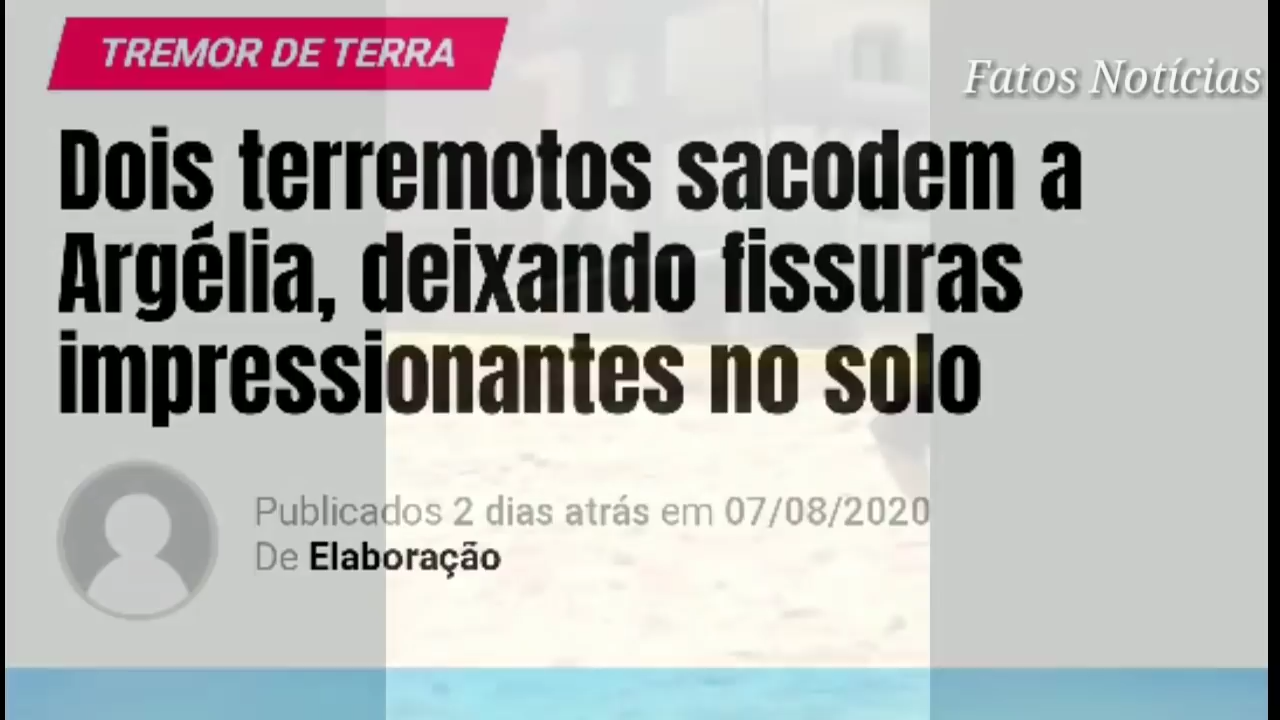 TREMOR DE TERRA
Fatos Notícias
Dois terremotos sacodem a
Argélia, deixando fissuras
impressionantes no solo
Publicados 2 dias atrás em 07/08/2020
De Elaboração